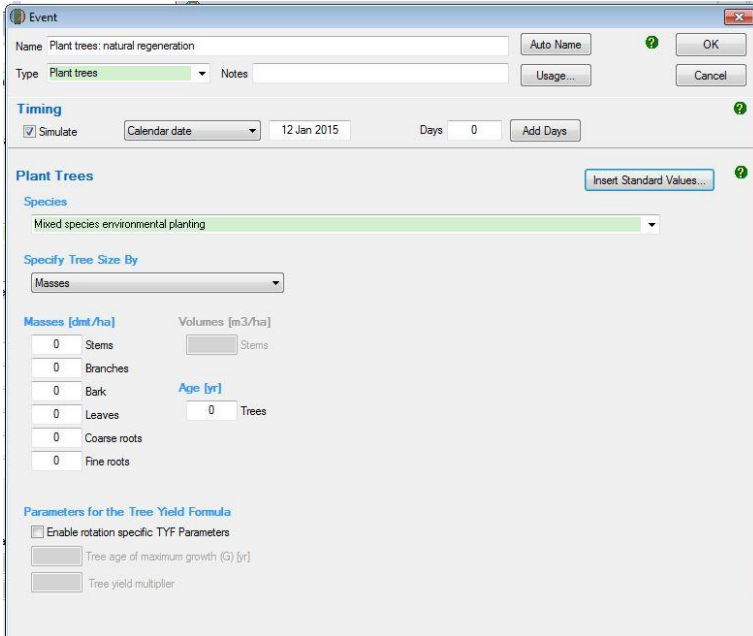 Event
Name Plant trees: natural regeneration Auto Name ? OK
Type Plant trees Notes Usage... Cancel
Timing ?
Simulate Calendar date 12 Jan 2015 Days 0 Add Days
Plant Trees Insert Standard Values... ?
Species
Mixed species environmental planting
Specify Tree Size By
Masses
Masses [dmt/ha] Volumes [m3/ha]
0 Stems Stems
0 Branches
0 Bark Age [yr]
0 Leaves 0 Trees
0 Coarse roots
0 Fine roots
Parameters for the Tree Yield Formula
Enable rotation specific TYF Parameters
Tree age of maximum growth (G) [yr]
Tree yield multiplier